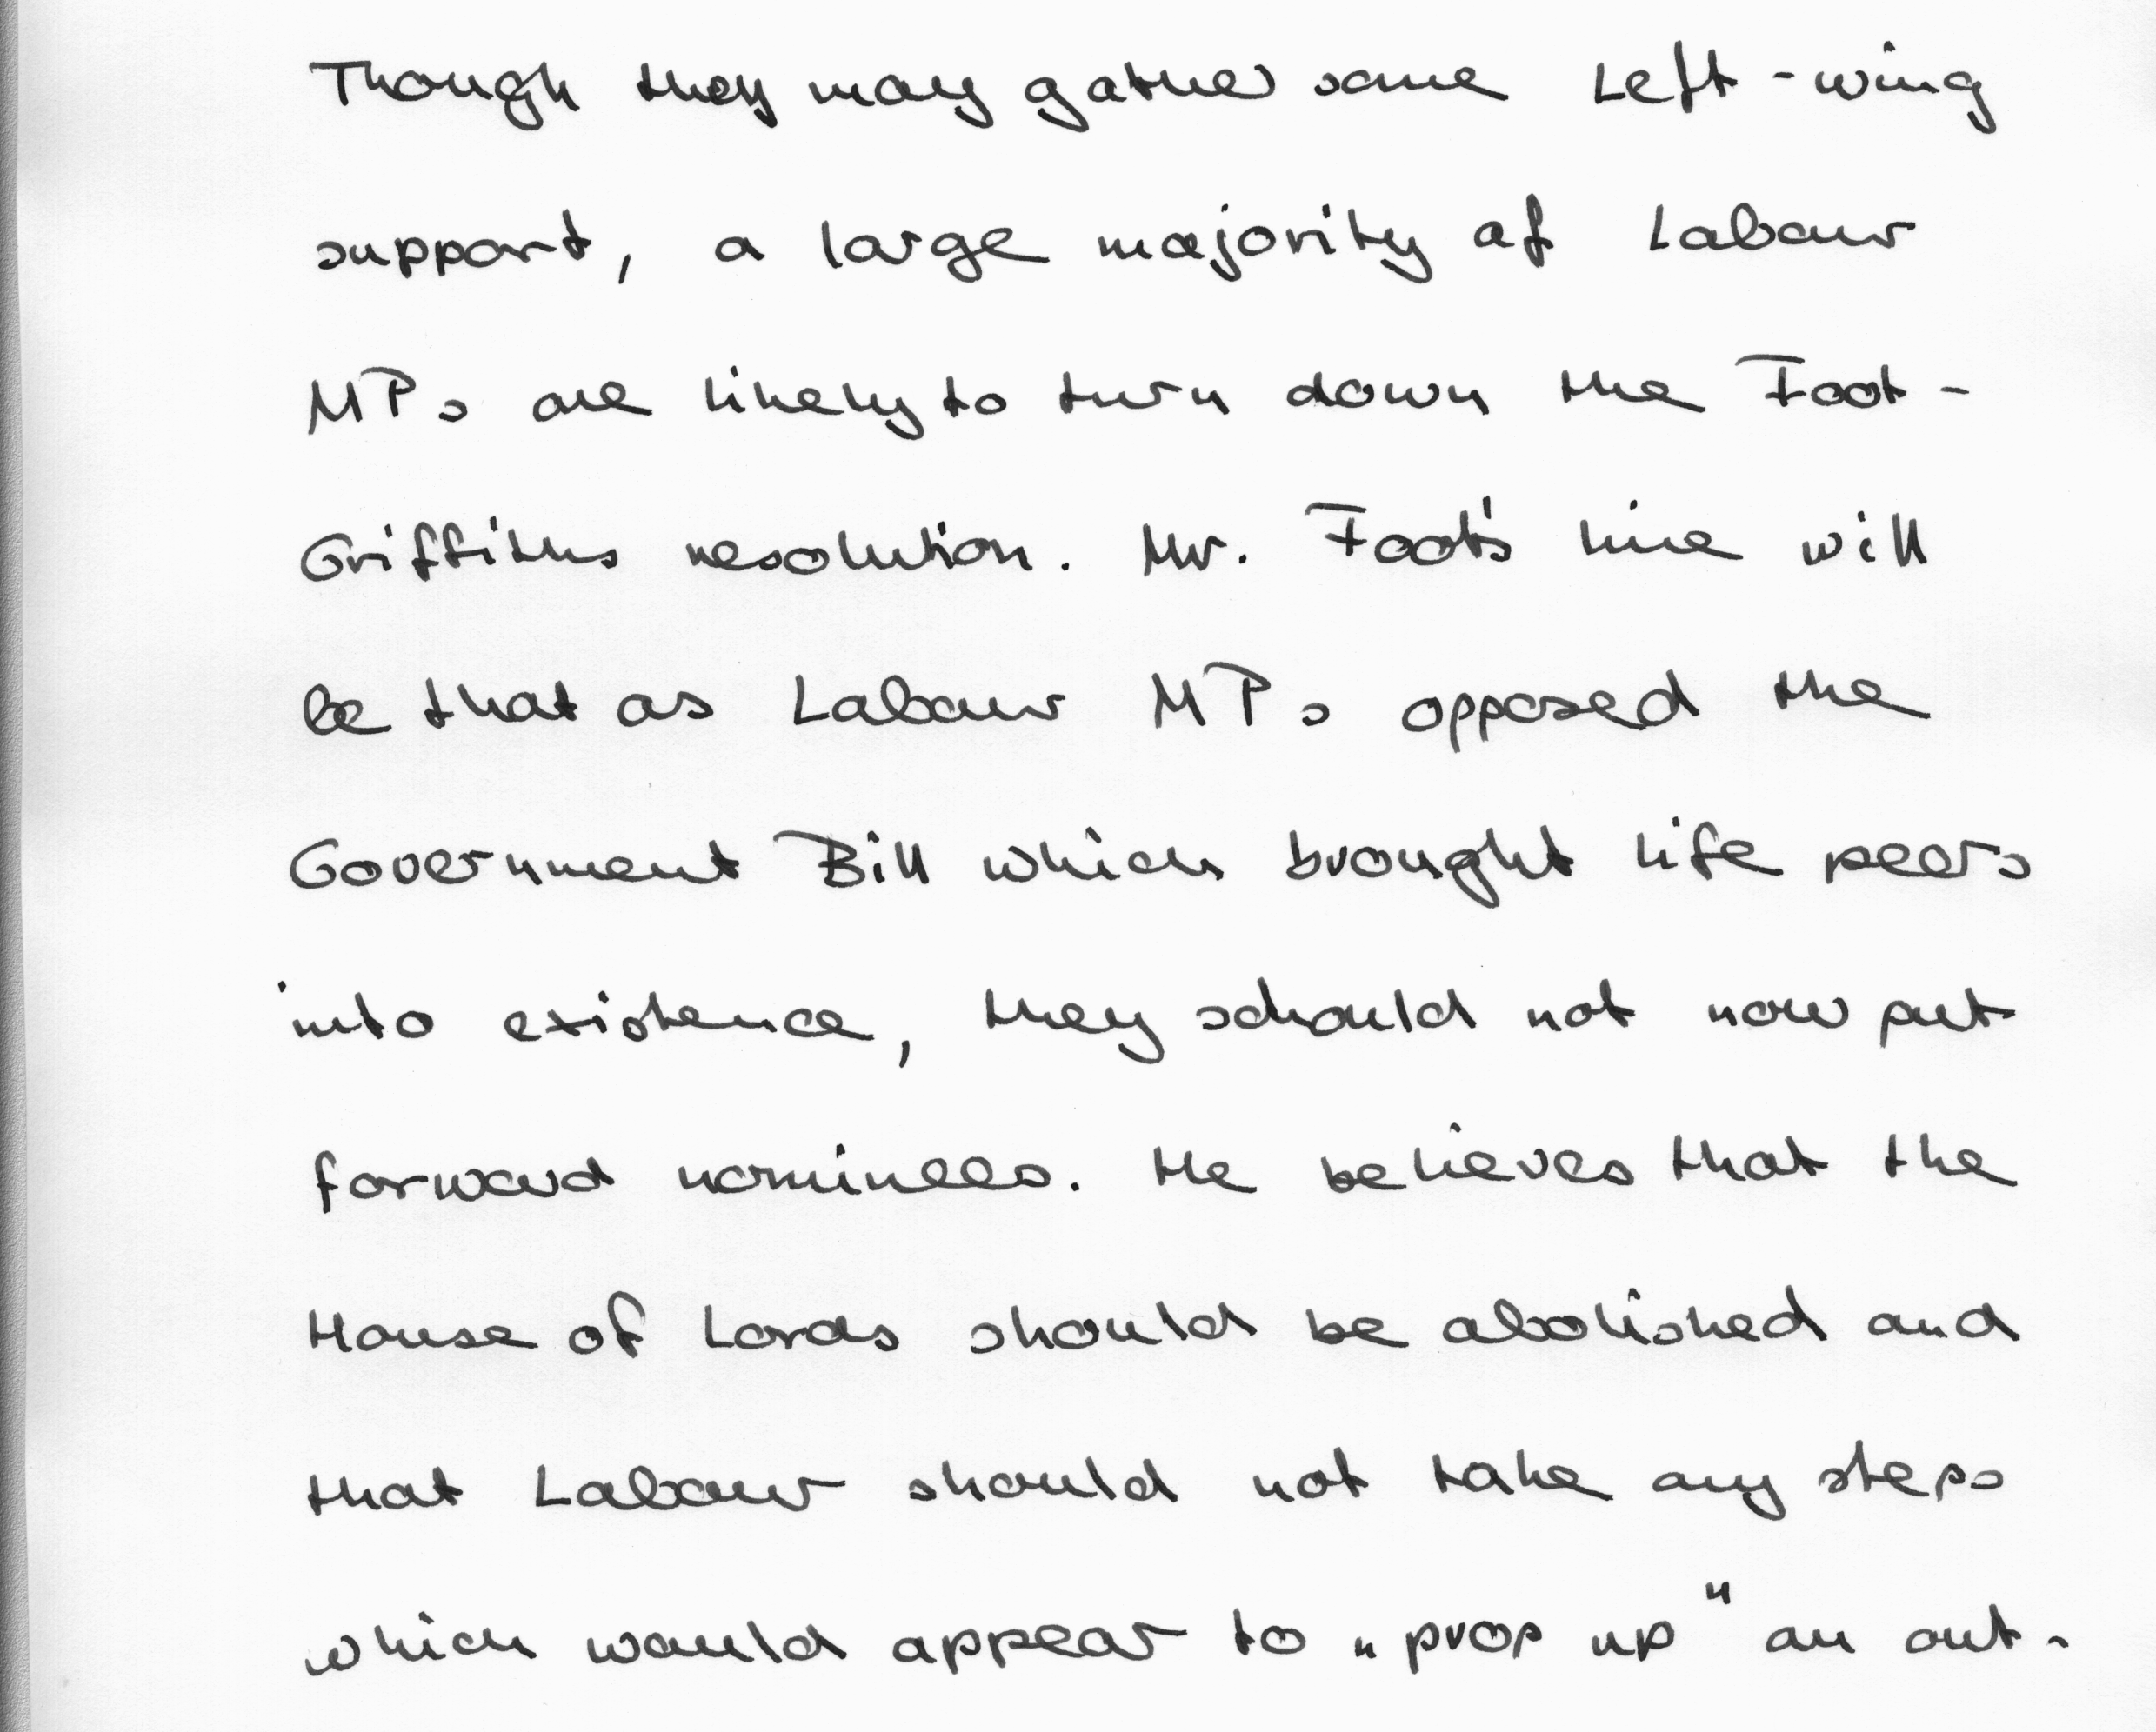 Though they may gather some Left-wing
support, a large majority of Labour
MPs are likely to turn down the Foot-
Griffiths resolution. Mr. Foot's line will
be that as Labour MPs opposed the
Government Bill which brought life peers
into existence, they schould not now put
forward nominees. He believes that the
House of Lords should be abolished and
that Labour should not take any steps
which would appear to „prop up" an out-